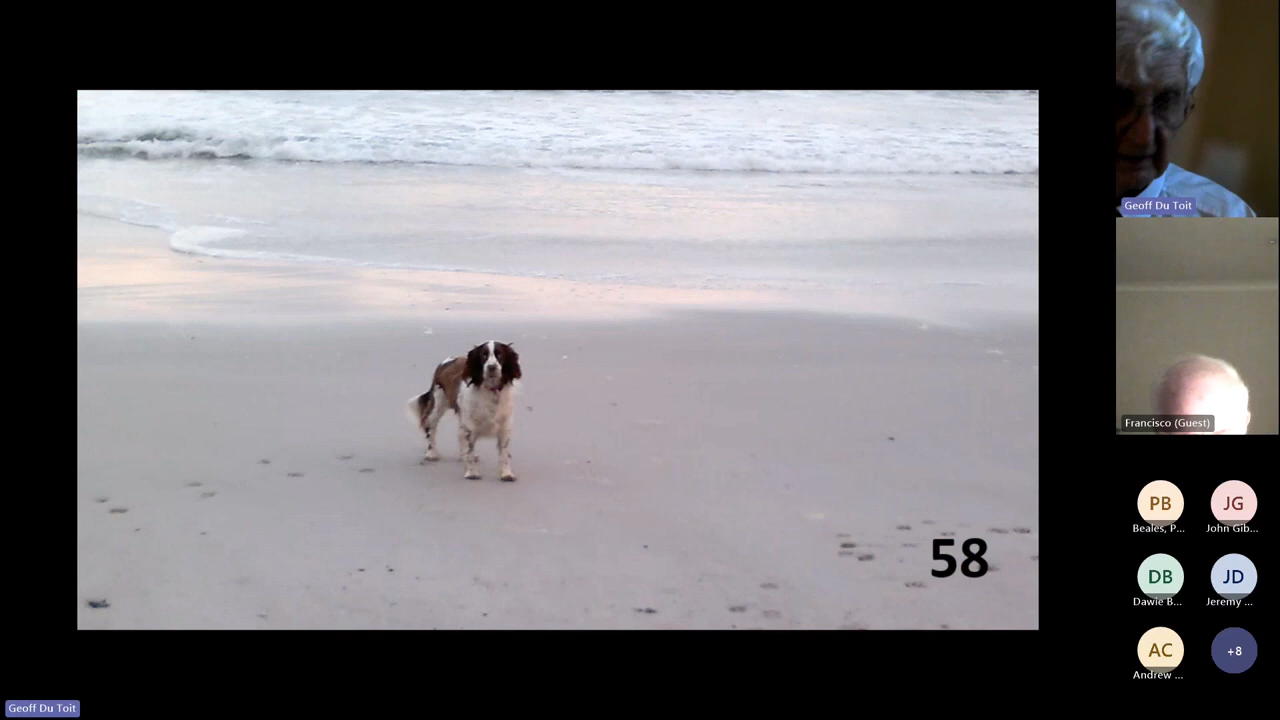 58
Geoff Du Toit
Francisco (Guest)
PB
Beales, P...
JG
John Gib...
DB
Dawie B...
JD
Jeremy ...
AC
Andrew ...
+8
Geoff Du Toit